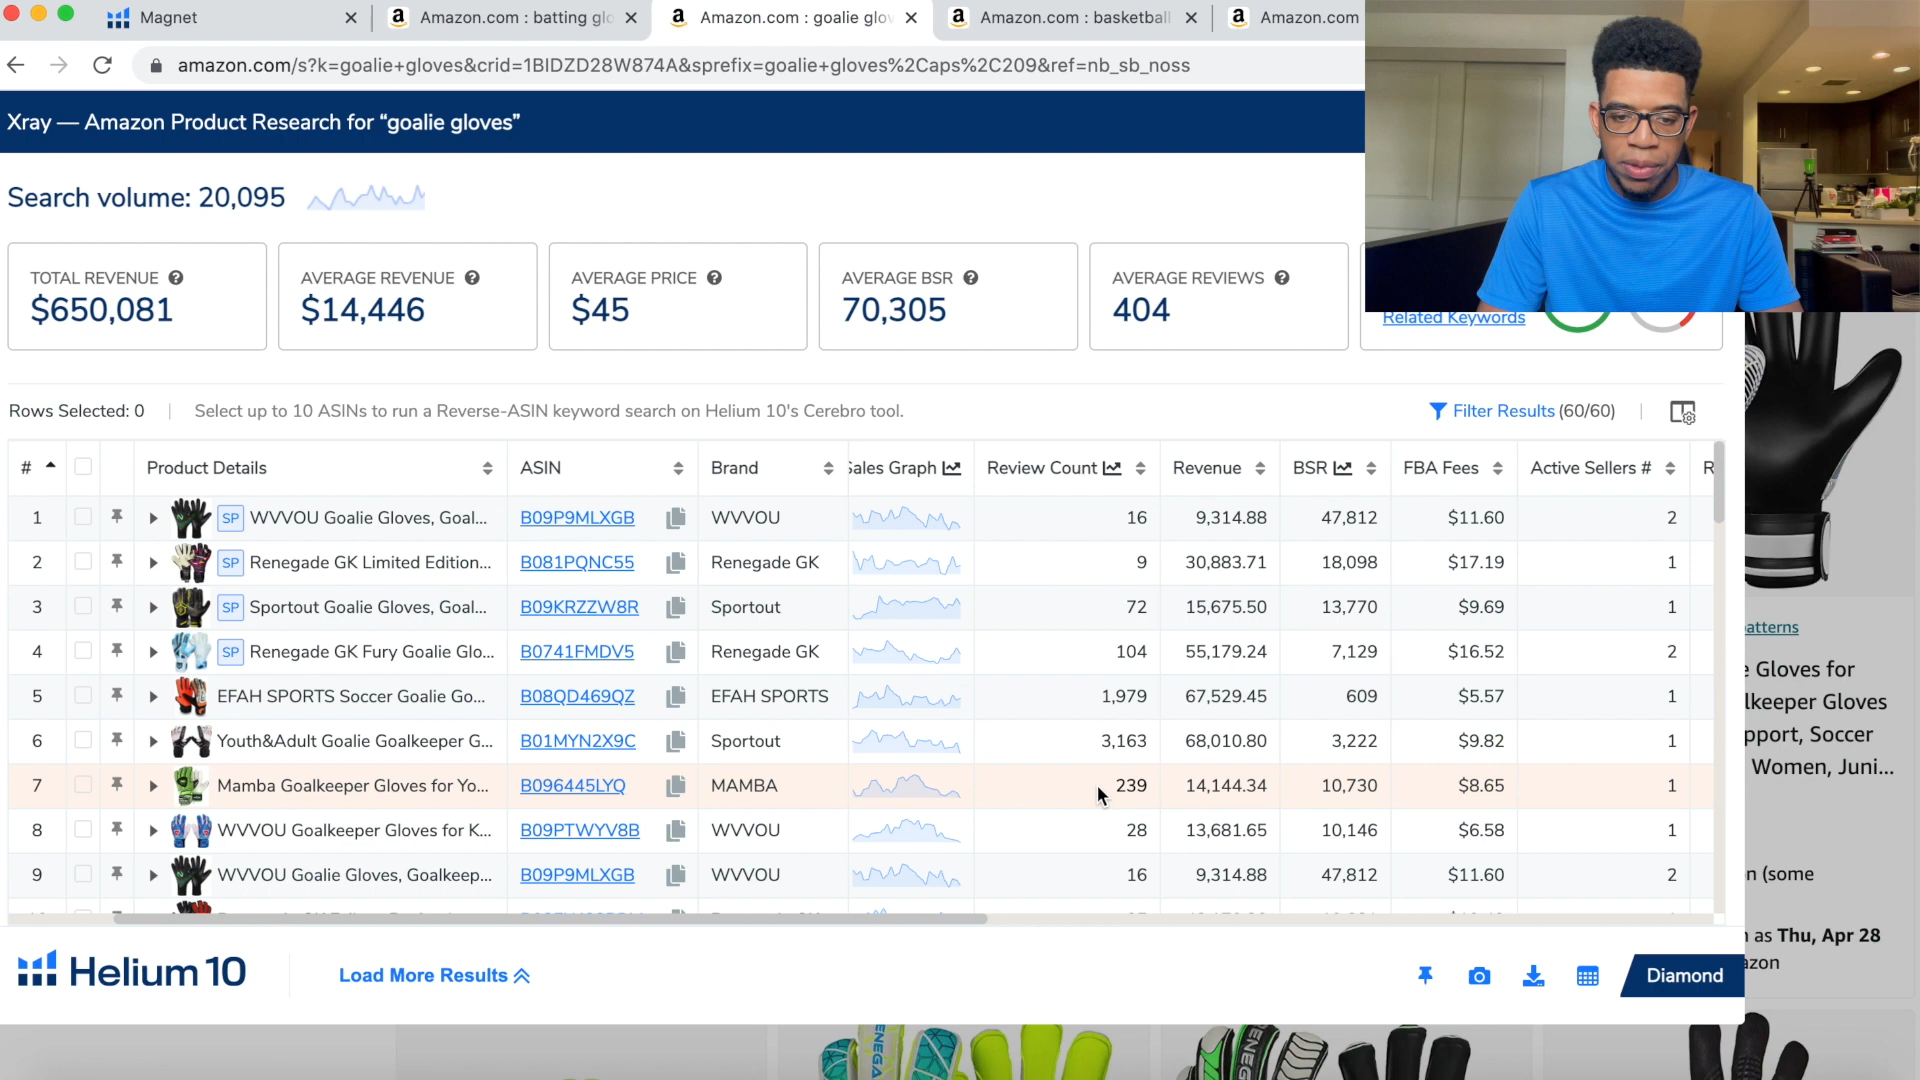 Magnet
Amazon.com : batting glo
Amazon.com : goalie glov
Amazon.com : basketball
Amazon.com
amazon.com/s?k=goalie+gloves&crid=1BIDZD28W874A&sprefix=goalie+gloves%2Caps%2C209&ref=nb_sb_noss
Xray — Amazon Product Research for “goalie gloves”
Search volume: 20,095
TOTAL REVENUE
$650,081
AVERAGE REVENUE
$14,446
AVERAGE PRICE
$45
AVERAGE BSR
70,305
AVERAGE REVIEWS
404
Related Keywords
Rows Selected: 0 | Select up to 10 ASINs to run a Reverse-ASIN keyword search on Helium 10's Cerebro tool. Filter Results (60/60)
# Product Details ASIN Brand Sales Graph Review Count Revenue BSR FBA Fees Active Sellers # R
1 SP WVVOU Goalie Gloves, Goal... B09P9MLXGB WVVOU 16 9,314.88 47,812 $11.60 2
2 SP Renegade GK Limited Edition... B081PQNC55 Renegade GK 9 30,883.71 18,098 $17.19 1
3 SP Sportout Goalie Gloves, Goal... B09KRZZW8R Sportout 72 15,675.50 13,770 $9.69 1
4 SP Renegade GK Fury Goalie Glo... B0741FMDV5 Renegade GK 104 55,179.24 7,129 $16.52 2
5 EFAH SPORTS Soccer Goalie Go... B08QD469QZ EFAH SPORTS 1,979 67,529.45 609 $5.57 1
6 Youth&Adult Goalie Goalkeeper G... B01MYN2X9C Sportout 3,163 68,010.80 3,222 $9.82 1
7 Mamba Goalkeeper Gloves for Yo... B096445LYQ MAMBA 239 14,144.34 10,730 $8.65 1
8 WVVOU Goalkeeper Gloves for K... B09PTWYV8B WVVOU 28 13,681.65 10,146 $6.58 1
9 WVVOU Goalie Gloves, Goalkeep... B09P9MLXGB WVVOU 16 9,314.88 47,812 $11.60 2
atterns
e Gloves for
lkeeper Gloves
pport, Soccer
Women, Juni...
n (some
as Thu, Apr 28
azon
Helium 10
Load More Results
Diamond